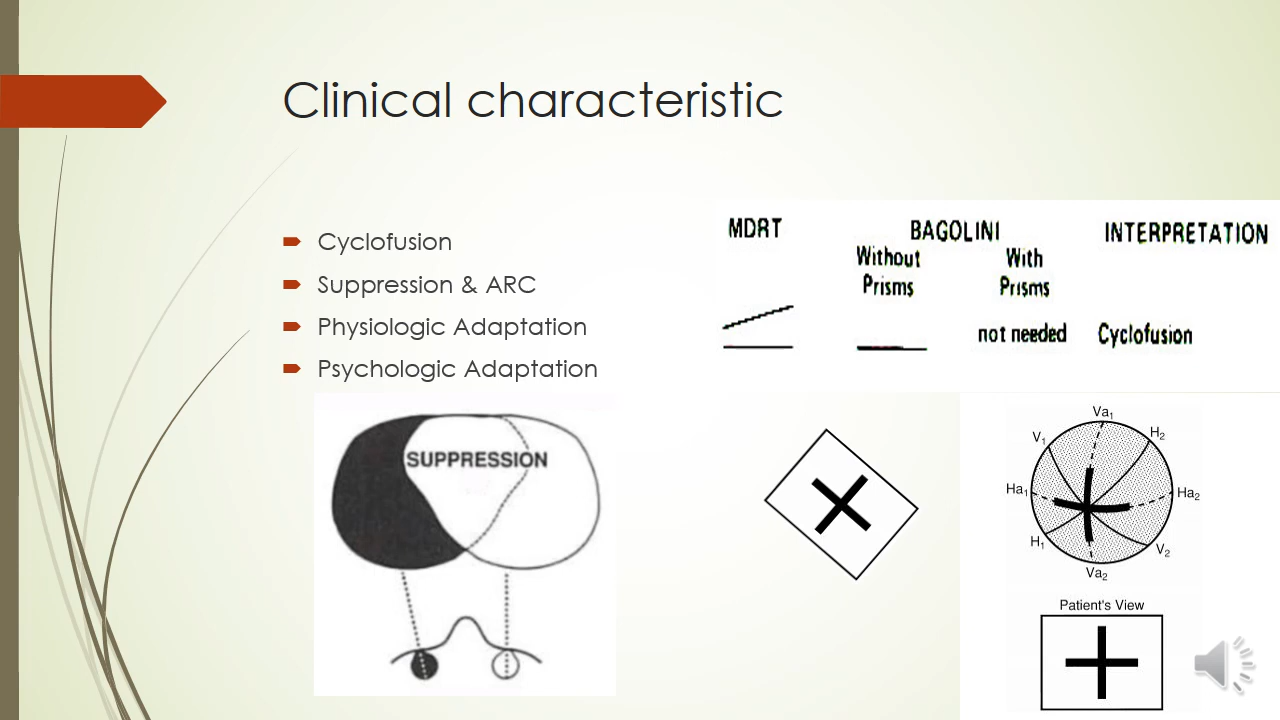 Clinical characteristic
Cyclofusion
Suppression & ARC
Physiologic Adaptation
Psychologic Adaptation
MDRT BAGOLINI INTERPRETATION
Without Prisms With Prisms
not needed Cyclofusion
SUPPRESSION
Va₁
V₁ H₂
Ha₁ Ha₂
H₁ V₂
Va₂
Patient's View